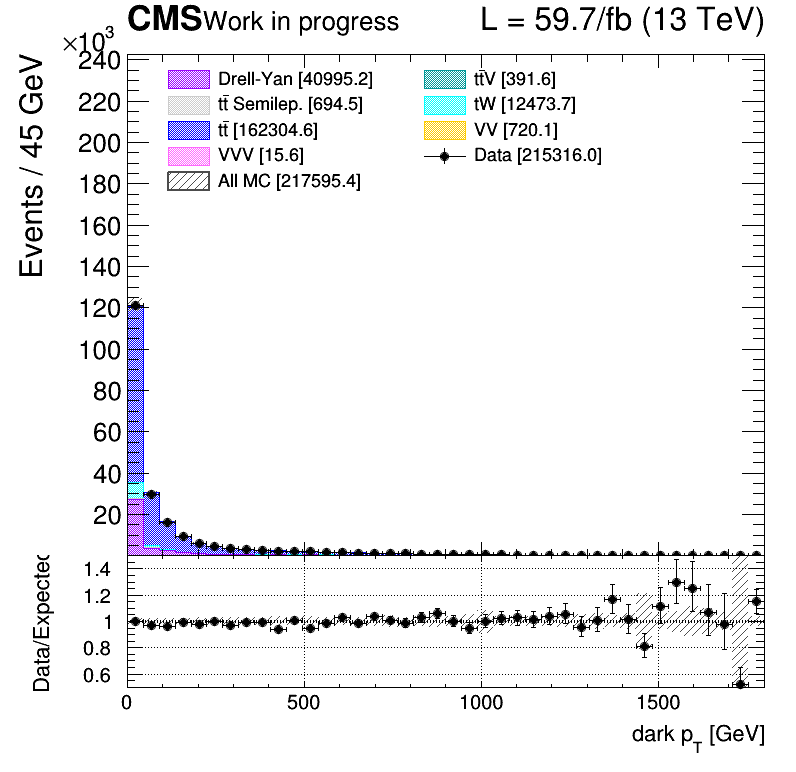 CMS Work in progress L = 59.7/fb (13 TeV)
×10³
Events / 45 GeV
240
220
200
180
160
140
120
100
80
60
40
20
Drell-Yan [40995.2]
tt̄ Semilep. [694.5]
tt̄ [162304.6]
VVV [15.6]
All MC [217595.4]
tt̄V [391.6]
tW [12473.7]
VV [720.1]
Data [215316.0]
Data/Expected
1.4
1.2
1
0.8
0.6
0 500 1000 1500
dark p_T [GeV]